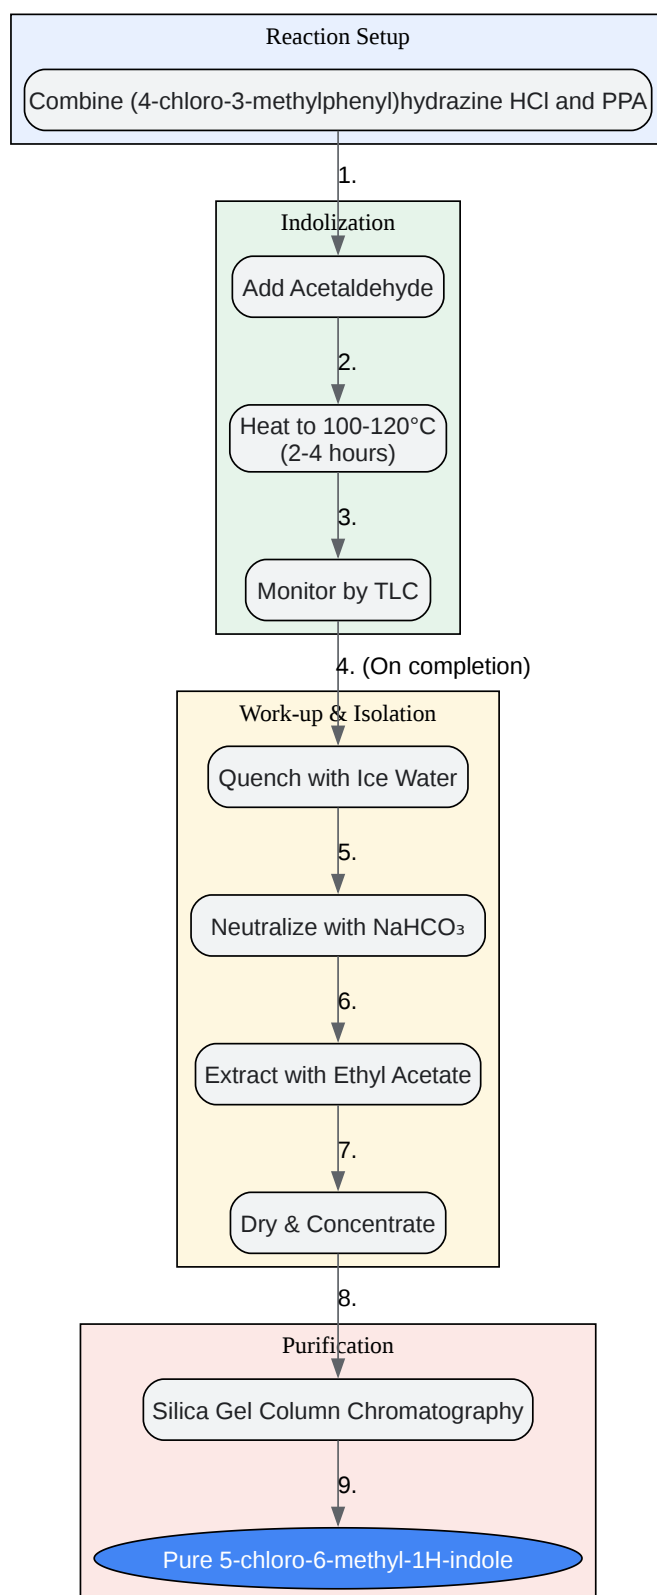 Reaction Setup
Combine (4-chloro-3-methylphenyl)hydrazine HCl and PPA
1.
Indolization
Add Acetaldehyde
2.
Heat to 100-120°C
(2-4 hours)
3.
Monitor by TLC
4. (On completion)
Work-up & Isolation
Quench with Ice Water
5.
Neutralize with NaHCO₃
6.
Extract with Ethyl Acetate
7.
Dry & Concentrate
8.
Purification
Silica Gel Column Chromatography
9.
Pure 5-chloro-6-methyl-1H-indole